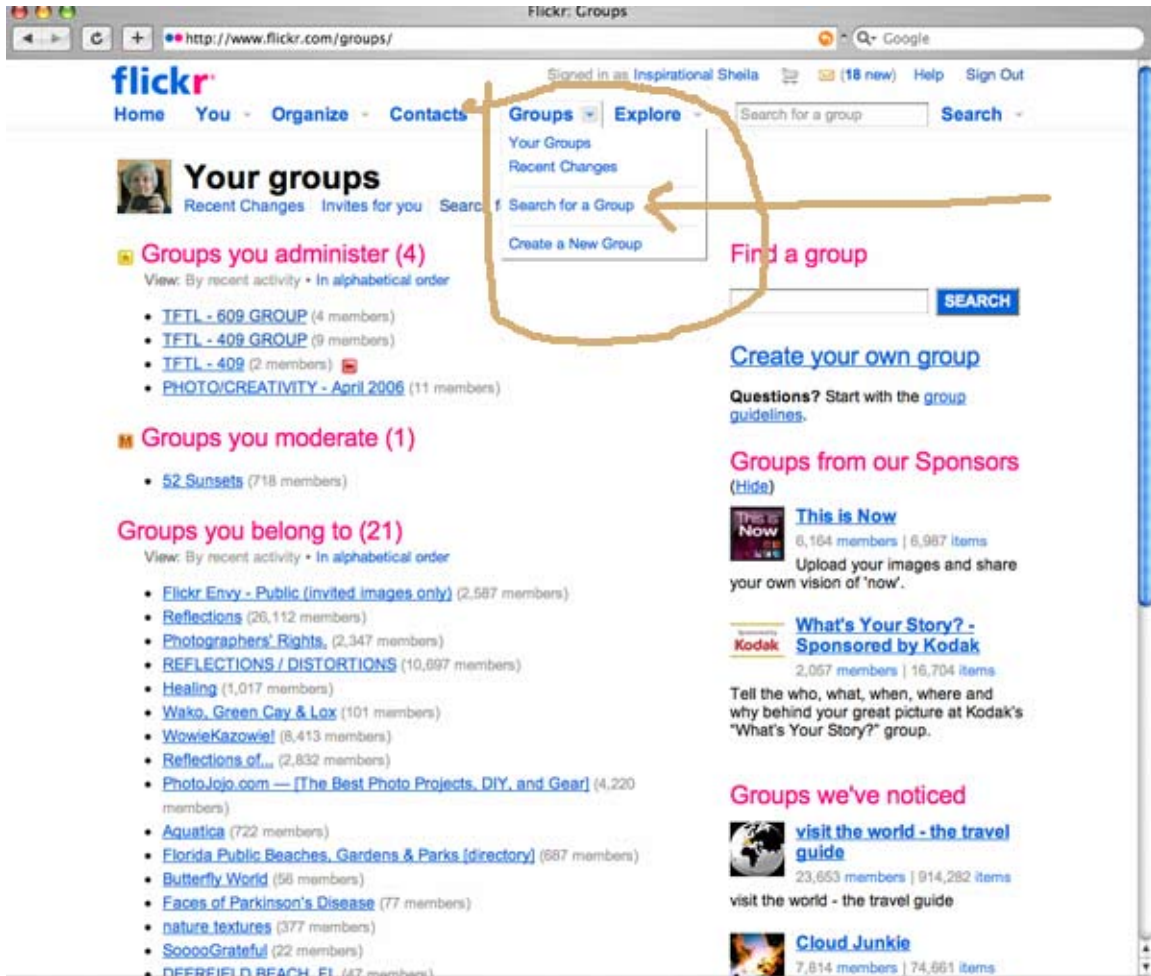 Flickr: Groups
http://www.flickr.com/groups/
Google
flickr
Signed in as Inspirational Sheila (18 new) Help Sign Out
Home You Organize Contacts Groups Explore Search for a group Search
Your Groups
Recent Changes
Search for a Group
Create a New Group
Your groups
Recent Changes Invites for you
Groups you administer (4)
View: By recent activity • In alphabetical order
• TFTL - 609 GROUP (4 members)
• TFTL - 409 GROUP (9 members)
• TFTL - 409 (2 members)
• PHOTO/CREATIVITY - April 2006 (11 members)
M Groups you moderate (1)
• 52 Sunsets (718 members)
Groups you belong to (21)
View: By recent activity • In alphabetical order
• Flickr Envy - Public (invited images only) (2,587 members)
• Reflections (26,112 members)
• Photographers' Rights, (2,347 members)
• REFLECTIONS / DISTORTIONS (10,697 members)
• Healing (1,017 members)
• Wako, Green Cay & Lox (101 members)
• WowieKazowie! (8,413 members)
• Reflections of... (2,832 members)
• PhotoJojo.com — [The Best Photo Projects, DIY, and Gear] (4,220
members)
• Aquatica (722 members)
• Florida Public Beaches, Gardens & Parks [directory] (687 members)
• Butterfly World (56 members)
• Faces of Parkinson's Disease (77 members)
• nature textures (377 members)
• SooooGrateful (22 members)
• DEERFIELD BEACH, FL (47 members)
Find a group
SEARCH
Create your own group
Questions? Start with the group
guidelines.
Groups from our Sponsors
(Hide)
This is
Now
This is Now
6,164 members | 6,987 items
Upload your images and share
your own vision of 'now'.
Kodak
What's Your Story? -
Sponsored by Kodak
2,057 members | 16,704 items
Tell the who, what, when, where and
why behind your great picture at Kodak's
"What's Your Story?" group.
Groups we've noticed
visit the world - the travel
guide
23,653 members | 914,282 items
visit the world - the travel guide
Cloud Junkie
7,814 members | 74,661 items